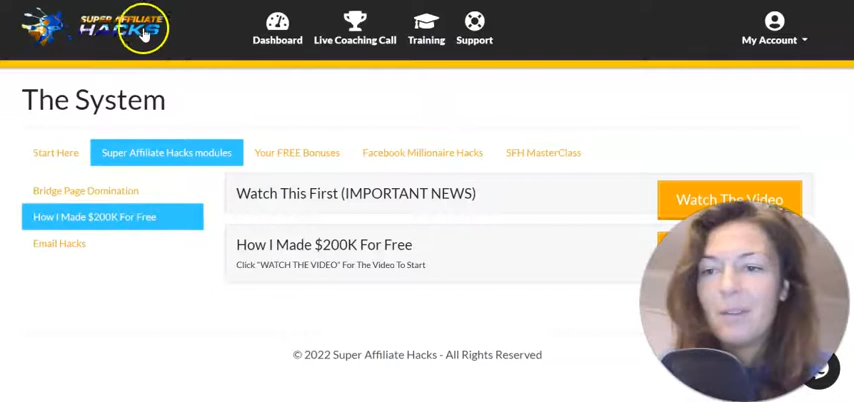 SUPER AFFILIATE
HACKS
Dashboard
Live Coaching Call
Training
Support
My Account
The System
Start Here
Super Affiliate Hacks modules
Your FREE Bonuses
Facebook Millionaire Hacks
SFH MasterClass
Bridge Page Domination
How I Made $200K For Free
Email Hacks
Watch This First (IMPORTANT NEWS)
Watch The Video
How I Made $200K For Free
Click "WATCH THE VIDEO" For The Video To Start
© 2022 Super Affiliate Hacks - All Rights Reserved